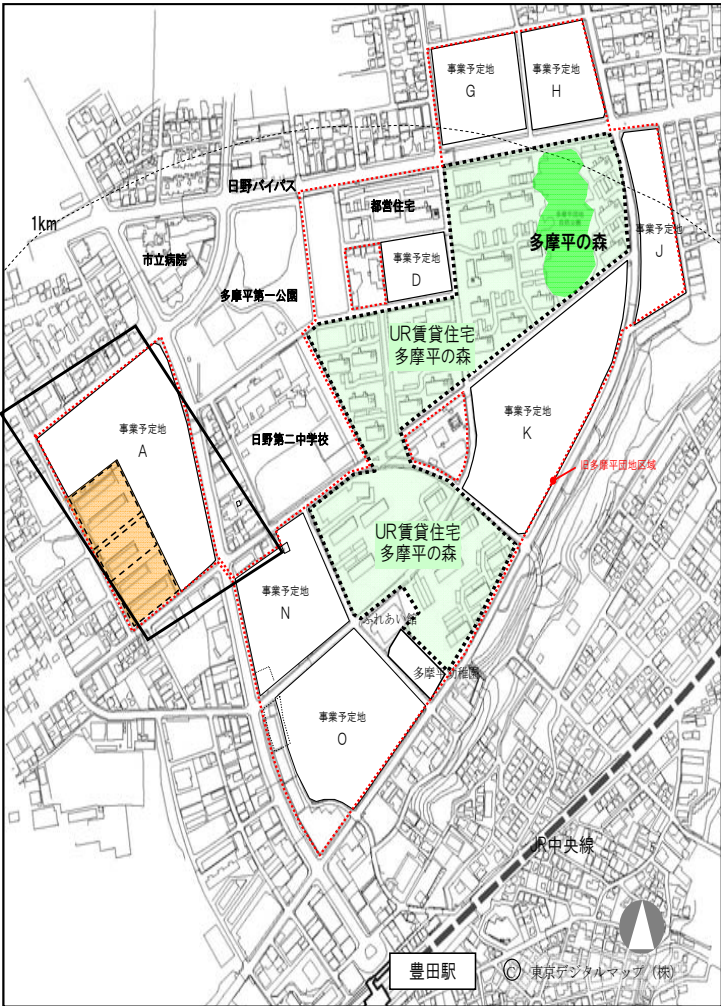 事業予定地
G
事業予定地
H
日野バイパス
都営住宅
1km
市立病院
多摩平第一公園
事業予定地
D
多摩平の森
事業予定地
J
UR賃貸住宅
多摩平の森
事業予定地
A
日野第二中学校
事業予定地
K
旧多摩平団地区域
UR賃貸住宅
多摩平の森
事業予定地
N
ふれあい館
多摩平幼稚園
事業予定地
O
JR中央線
豊田駅
© 東京デジタルマップ (株)